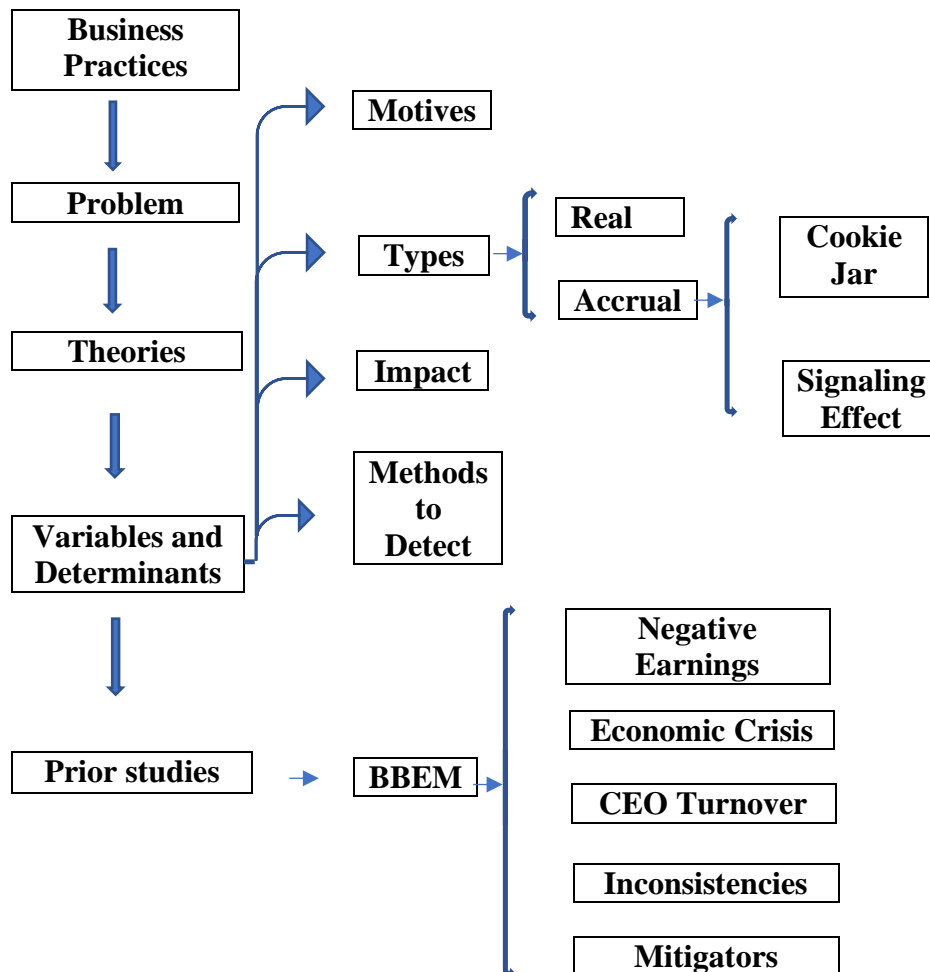 Business
Practices
Motives
Problem
Real
Cookie
Jar
Types
Accrual
Theories
Impact
Signaling
Effect
Methods
to
Detect
Variables and
Determinants
Negative
Earnings
Economic Crisis
Prior studies
BBEM
CEO Turnover
Inconsistencies
Mitigators